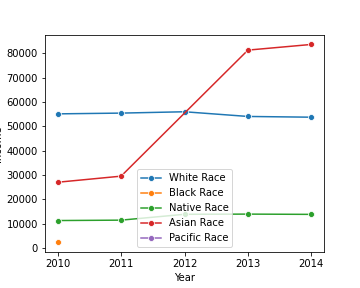 80000
70000
60000
50000
40000
30000
20000
10000
0
White Race
Black Race
Native Race
Asian Race
Pacific Race
2010 2011 2012 2013 2014
Year